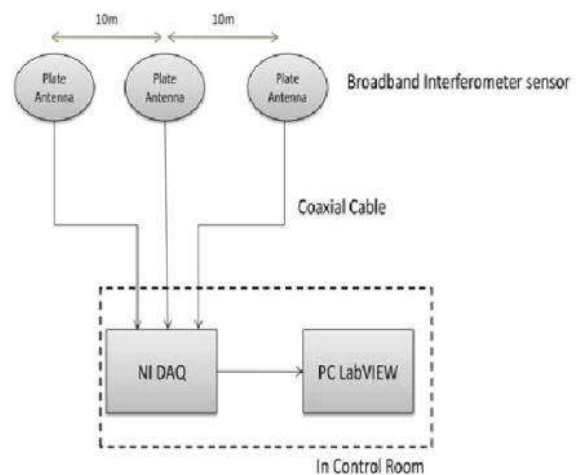 10m
10m
Plate
Antenna
Plate
Antenna
Plate
Antenna
Broadband Interferometer sensor
Coaxial Cable
NI DAQ
PC LabVIEW
In Control Room